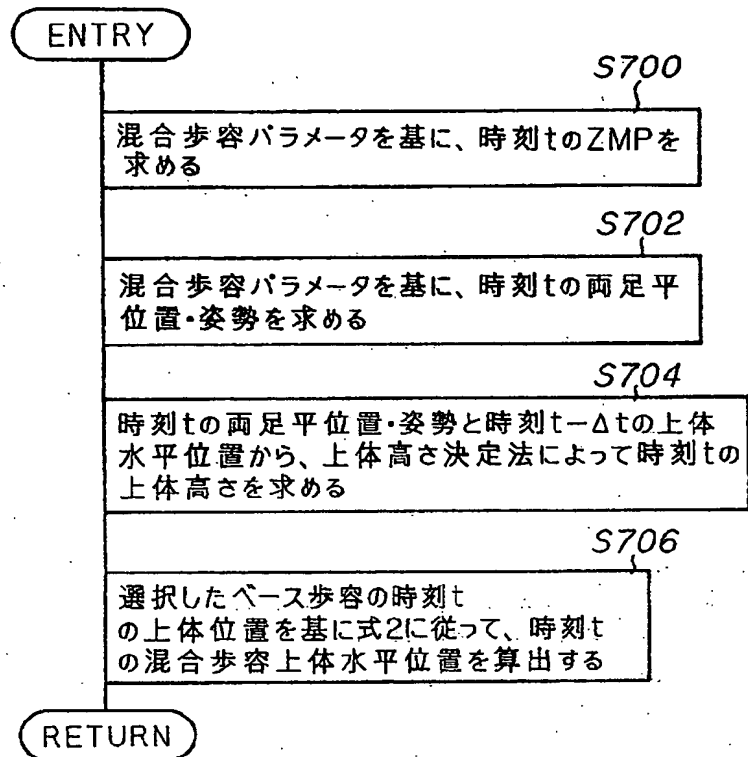 ENTRY
S700
混合歩容パラメータを基に、時刻tのZMPを
求める
S702
混合歩容パラメータを基に、時刻tの両足平
位置・姿勢を求める
S704
時刻tの両足平位置・姿勢と時刻t−Δtの上体
水平位置から、上体高さ決定法によって時刻tの
上体高さを求める
S706
選択したベース歩容の時刻t
の上体位置を基に式2に従って、時刻t
の混合歩容上体水平位置を算出する
RETURN